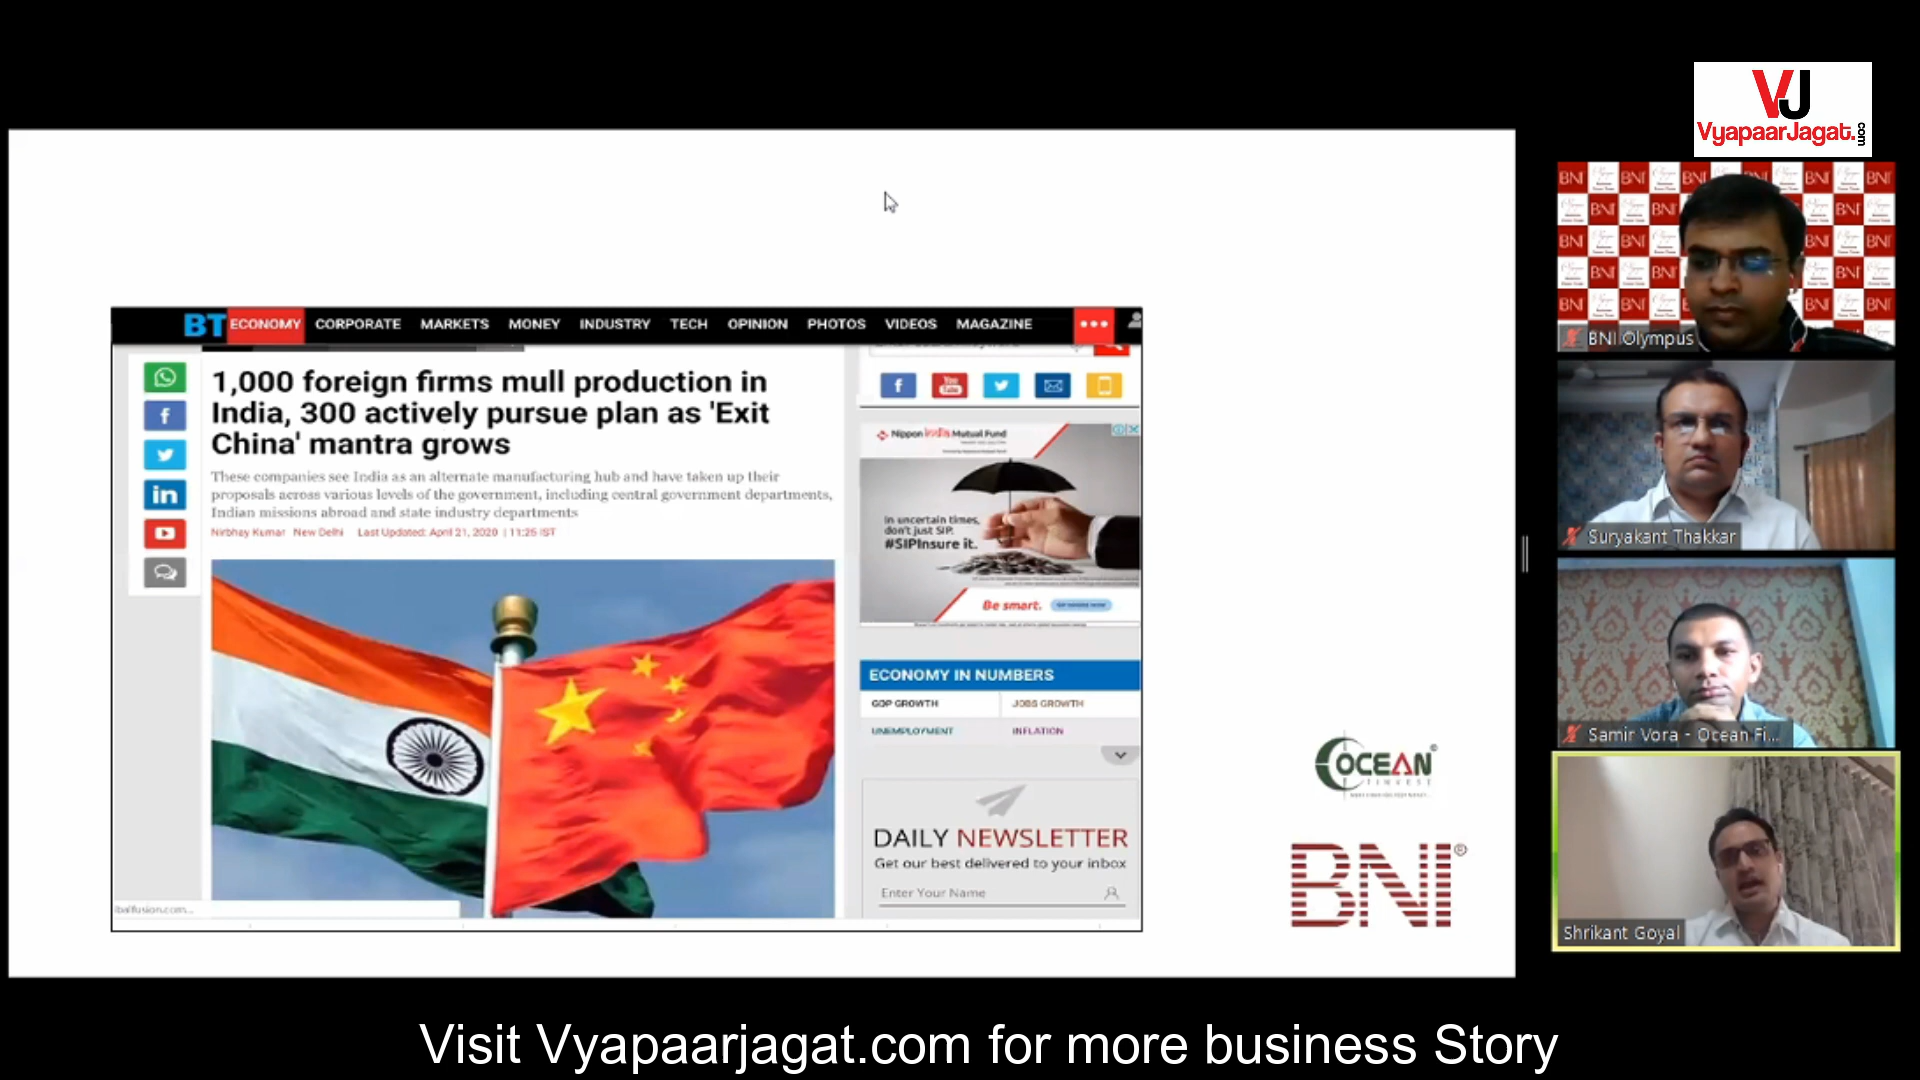 VJ
VyapaarJagat.com
BT ECONOMY CORPORATE MARKETS MONEY INDUSTRY TECH OPINION PHOTOS VIDEOS MAGAZINE
1,000 foreign firms mull production in
India, 300 actively pursue plan as 'Exit
China' mantra grows
These companies see India as an alternate manufacturing hub and have taken up their
proposals across various levels of the government, including central government departments,
Indian missions abroad and state industry departments
Nirbhay Kumar New Delhi Last Updated: April 21, 2020 | 11:25 IST
Nippon India Mutual Fund
In uncertain times,
don't just SIP.
#SIPInsure it.
Be smart.
ECONOMY IN NUMBERS
GDP GROWTH JOBS GROWTH
UNEMPLOYMENT INFLATION
DAILY NEWSLETTER
Get our best delivered to your inbox
Enter Your Name
OCEAN
FINVEST
BNI®
BNI
BNI Olympus
Suryakant Thakkar
Samir Vora - Ocean Fi...
Shrikant Goyal
Visit Vyapaarjagat.com for more business Story